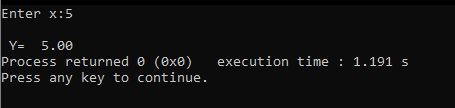 Enter x:5
Y=  5.00
Process returned 0 (0x0)   execution time : 1.191 s
Press any key to continue.